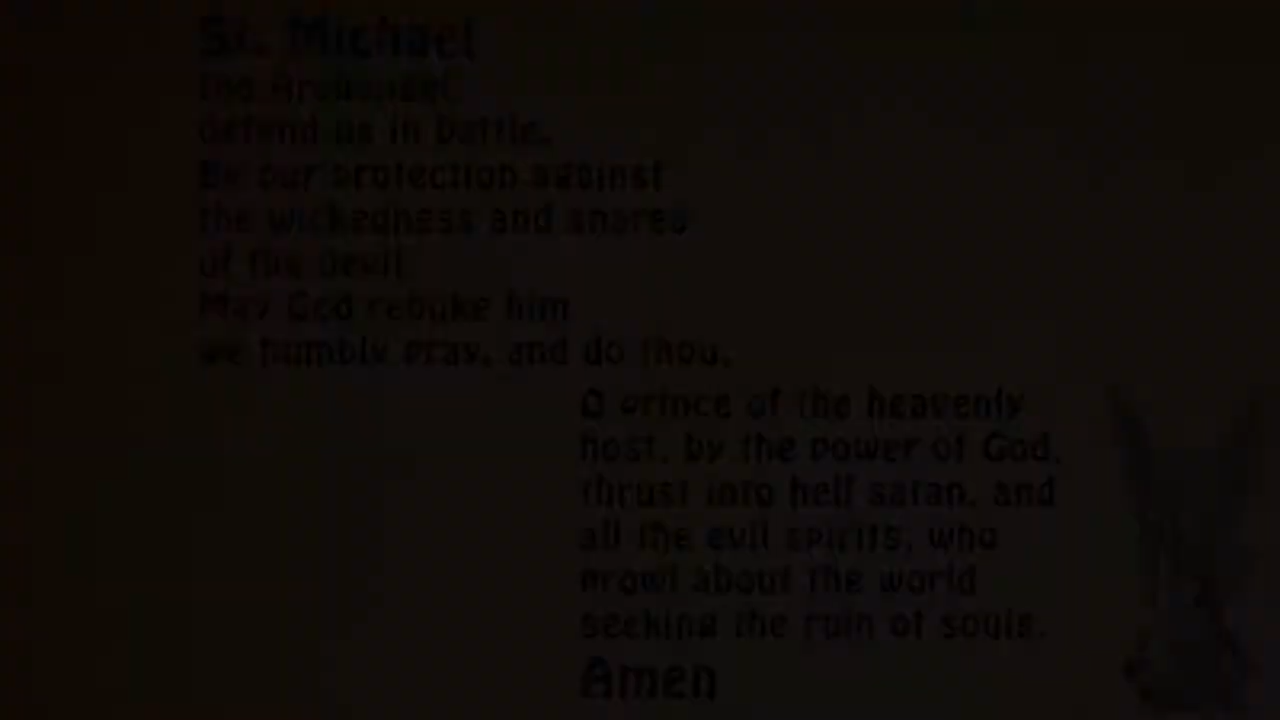 St. Michael
the Archangel,
defend us in battle.
Be our protection against
the wickedness and snares
of the devil
May God rebuke him
we humbly pray, and do thou,
O prince of the heavenly
host, by the power of God,
thrust into hell satan, and
all the evil spirits, who
prowl about the world
seeking the ruin of souls.
Amen